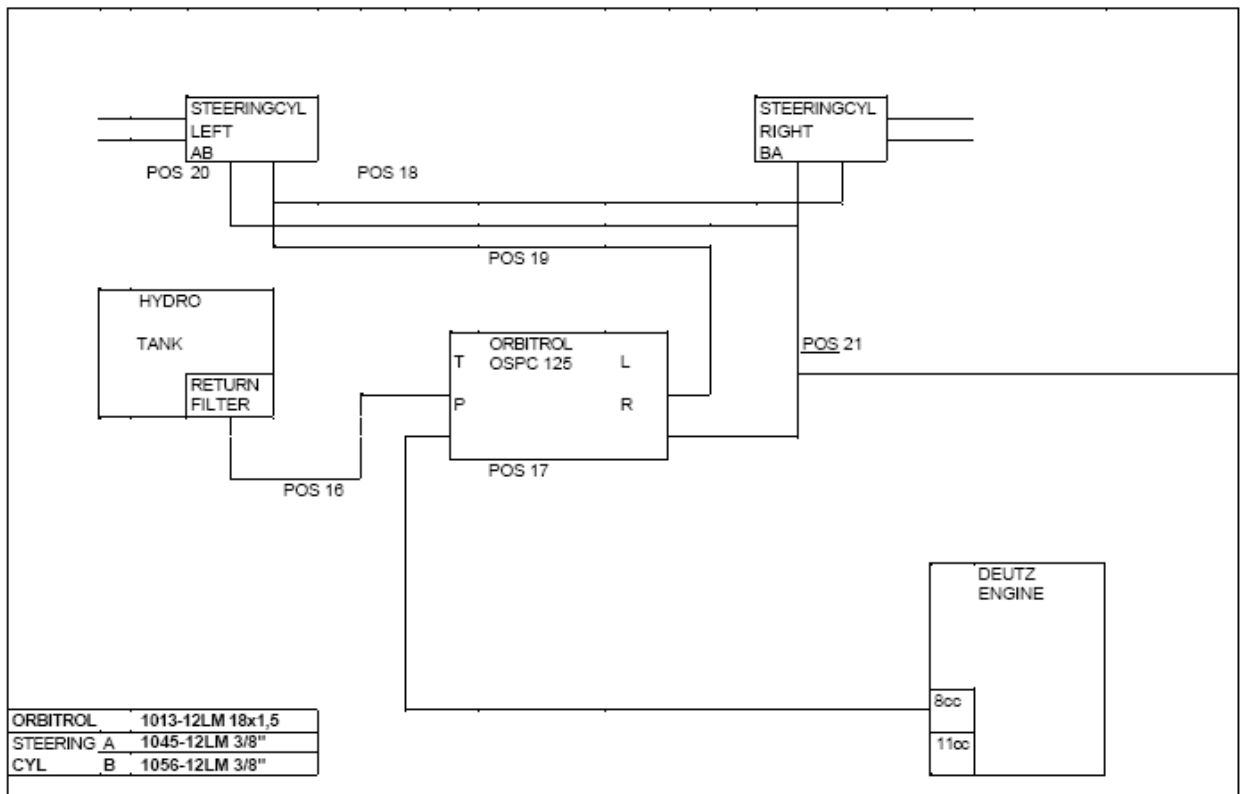 STEERINGCYL
LEFT
AB
STEERINGCYL
RIGHT
BA
POS 20
POS 18
POS 19
HYDRO
TANK
RETURN
FILTER
ORBITROL
OSPC 125
T
L
P
R
POS 21
POS 17
POS 16
DEUTZ
ENGINE
8cc
11cc
ORBITROL 1013-12LM 18x1,5
STEERING A 1045-12LM 3/8"
CYL B 1056-12LM 3/8"